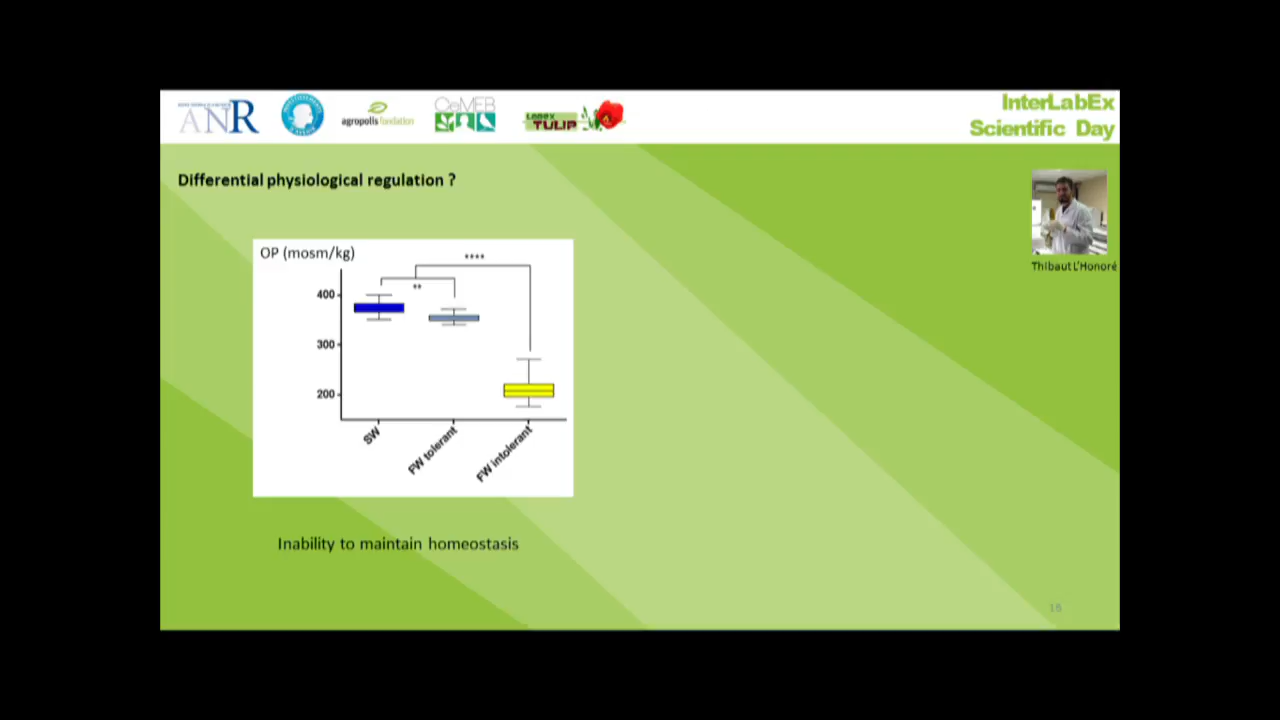 ANR
agropolis fondation
CeMEB
Labex
TULIP
InterLabEx
Scientific Day
Differential physiological regulation ?
Thibaut L'Honoré
OP (mosm/kg)
****
**
400
300
200
SW
FW tolerant
FW intolerant
Inability to maintain homeostasis